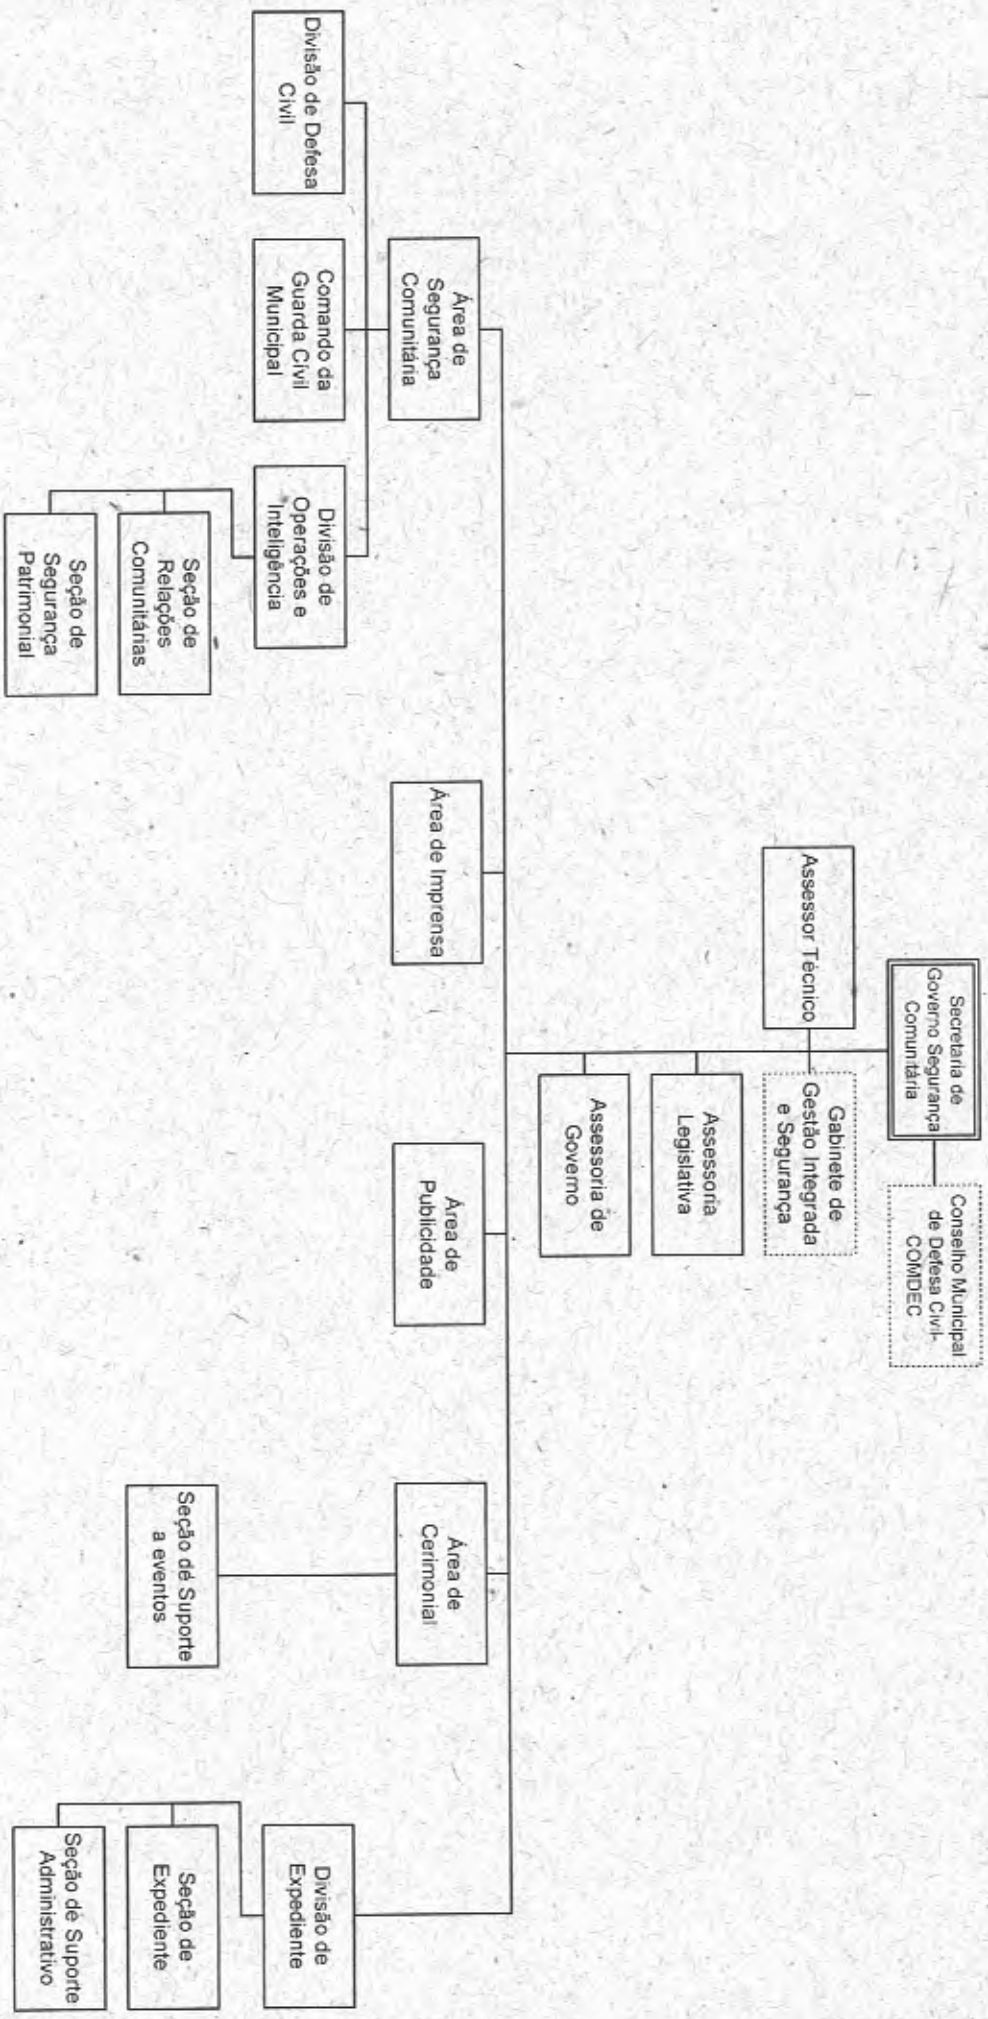 Secretaria de
Governo Segurança
Comunitária
Conselho Municipal
de Defesa Civil-
COMDEC
Assessor Técnico
Gabinete de
Gestão Integrada
e Segurança
Assessoria
Legislativa
Assessoria de
Governo
Área de
Segurança
Comunitária
Área de Imprensa
Área de
Publicidade
Área de
Cerimonial
Divisão de Defesa
Civil
Comando da
Guarda Civil
Municipal
Divisão de
Operações e
Inteligência
Divisão de
Expediente
Seção de
Relações
Comunitárias
Seção de Suporte
a eventos
Seção de
Expediente
Seção de
Segurança
Patrimonial
Seção de Suporte
Administrativo